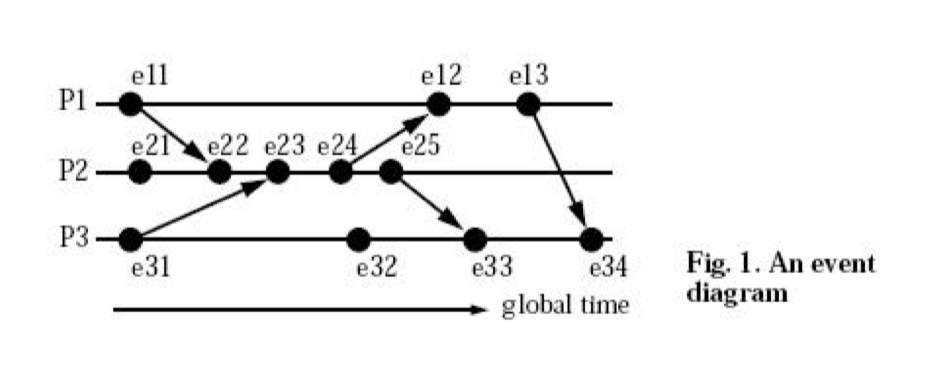 e11 e12 e13
P1
e21 e22 e23 e24 e25
P2
P3
e31 e32 e33 e34
Fig. 1. An event
diagram
global time